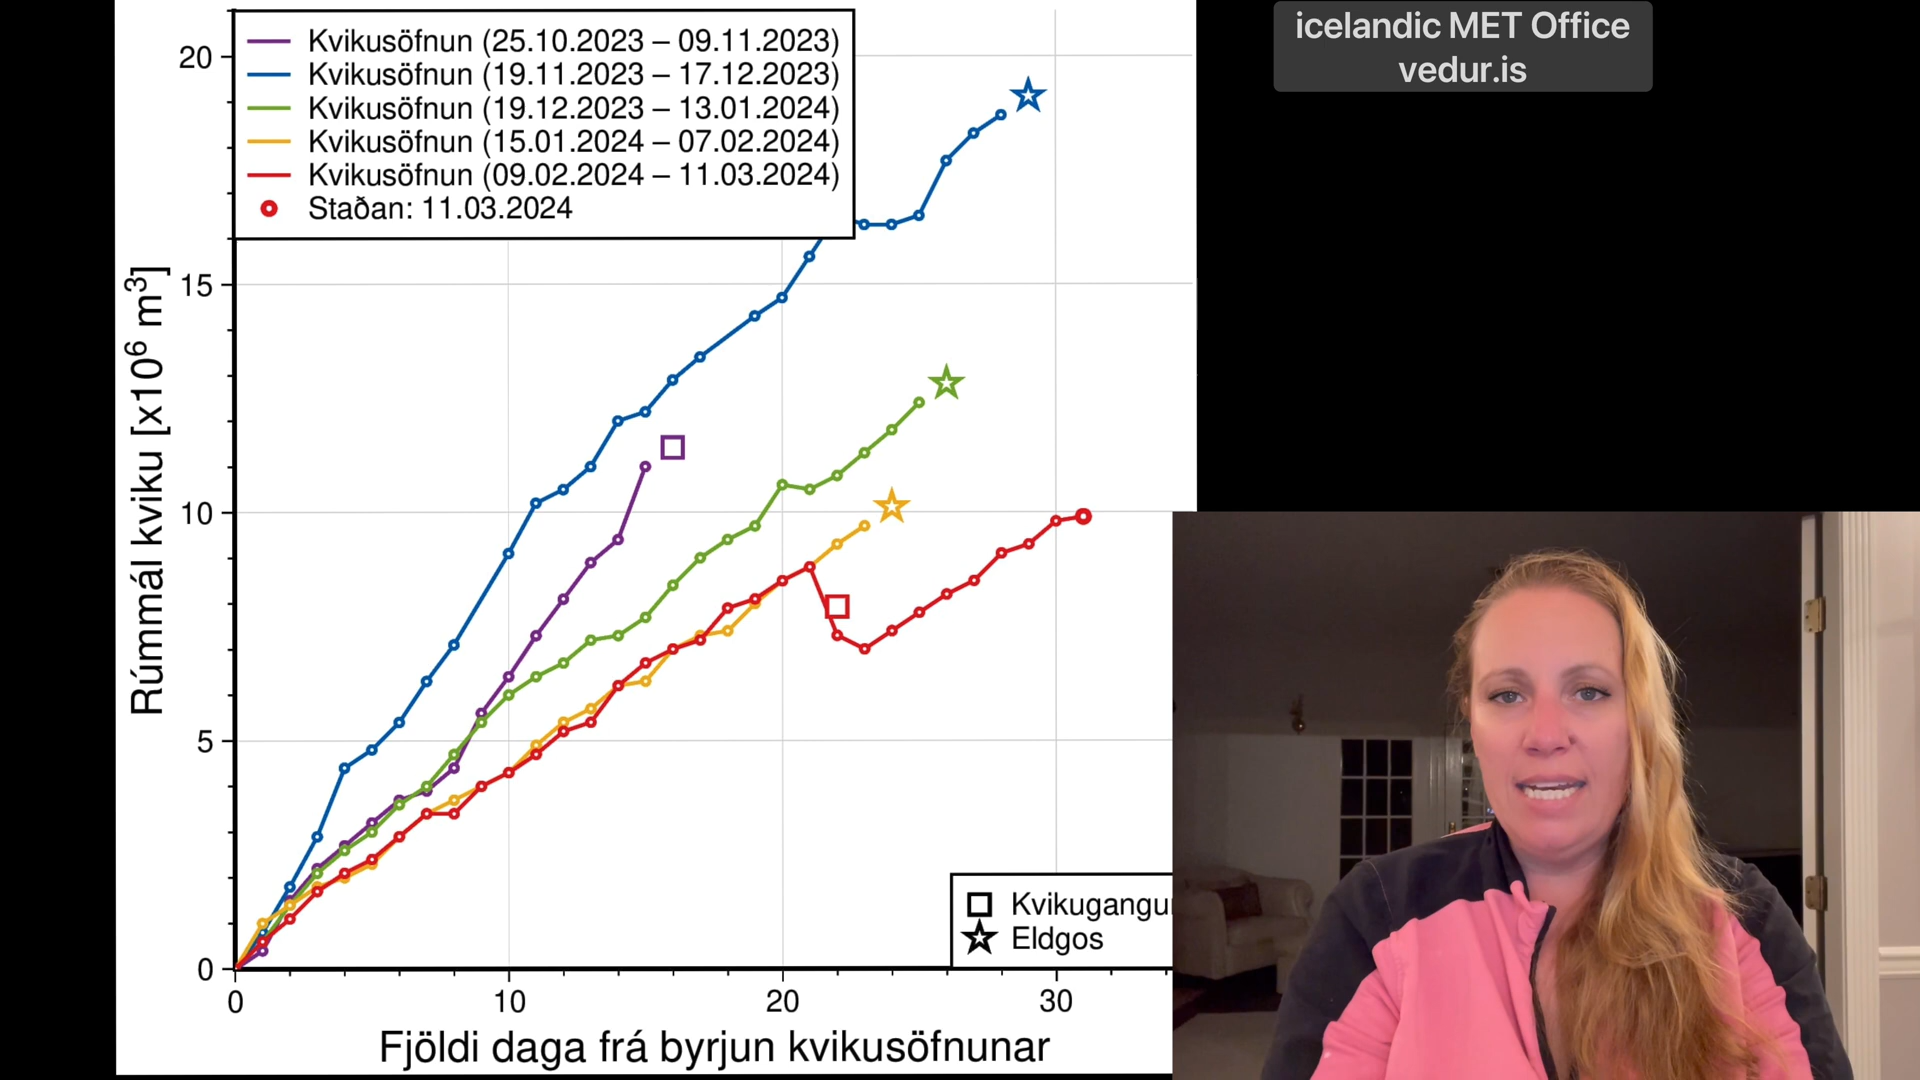 icelandic MET Office
vedur.is
Kvikusöfnun (25.10.2023 – 09.11.2023)
Kvikusöfnun (19.11.2023 – 17.12.2023)
Kvikusöfnun (19.12.2023 – 13.01.2024)
Kvikusöfnun (15.01.2024 – 07.02.2024)
Kvikusöfnun (09.02.2024 – 11.03.2024)
Staðan: 11.03.2024
Rúmmál kviku [x10⁶ m³]
20
15
10
5
0
0 10 20 30
Fjöldi daga frá byrjun kvikusöfnunar
Kvikugangu
Eldgos